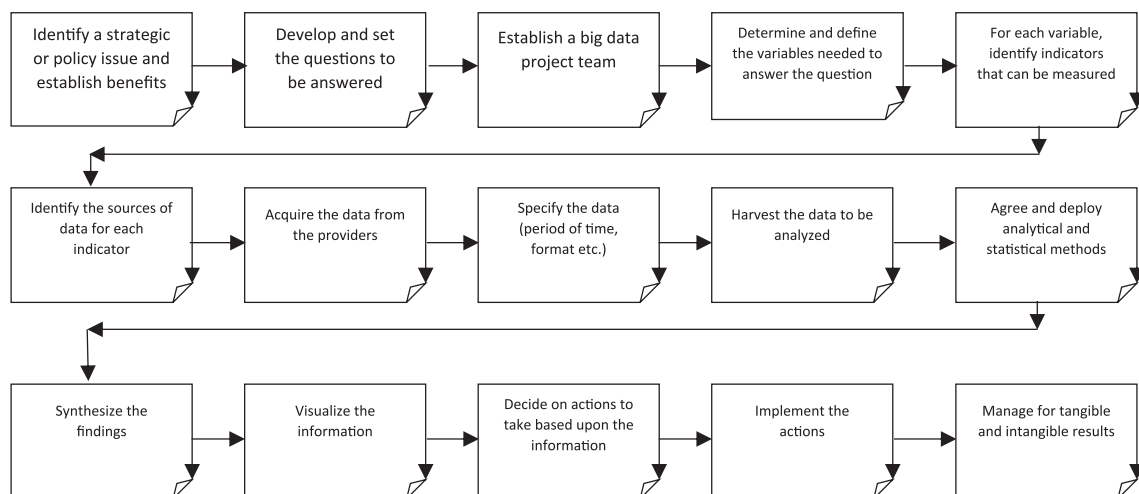 Identify a strategic
or policy issue and
establish benefits
Develop and set
the questions to
be answered
Establish a big data
project team
Determine and define
the variables needed to
answer the question
For each variable,
identify indicators
that can be measured
Identify the sources of
data for each
indicator
Acquire the data from
the providers
Specify the data
(period of time,
format etc.)
Harvest the data to be
analyzed
Agree and deploy
analytical and
statistical methods
Synthesize the
findings
Visualize the
information
Decide on actions to
take based upon the
information
Implement the
actions
Manage for tangible
and intangible results